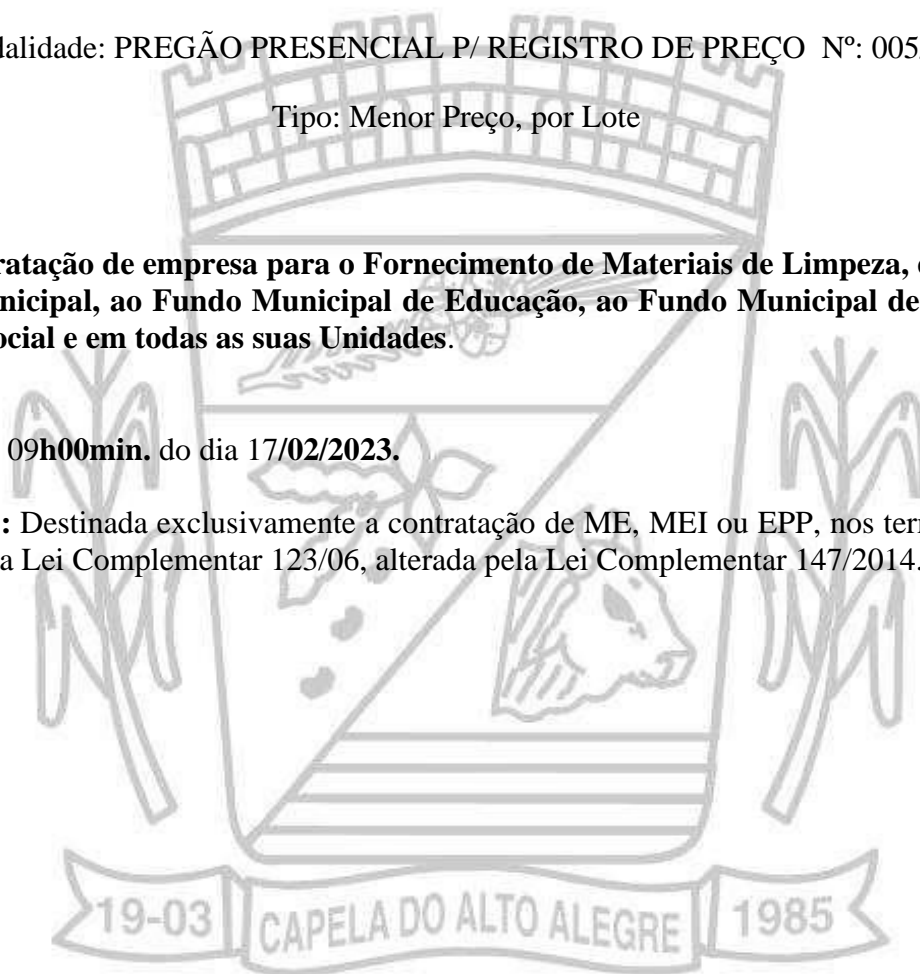 dalidade: PREGÃO PRESENCIAL P/ REGISTRO DE PREÇO Nº: 005
Tipo: Menor Preço, por Lote
ratação de empresa para o Fornecimento de Materiais de Limpeza,
nicipal, ao Fundo Municipal de Educação, ao Fundo Municipal de
ocial e em todas as suas Unidades.
09h00min. do dia 17/02/2023.
: Destinada exclusivamente a contratação de ME, MEI ou EPP, nos ter
a Lei Complementar 123/06, alterada pela Lei Complementar 147/2014.
19-03 CAPELA DO ALTO ALEGRE 1985